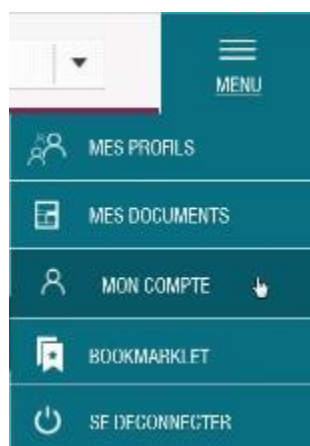 MENU
MES PROFILS
MES DOCUMENTS
MON COMPTE
BOOKMARKLET
SE DECONNECTER